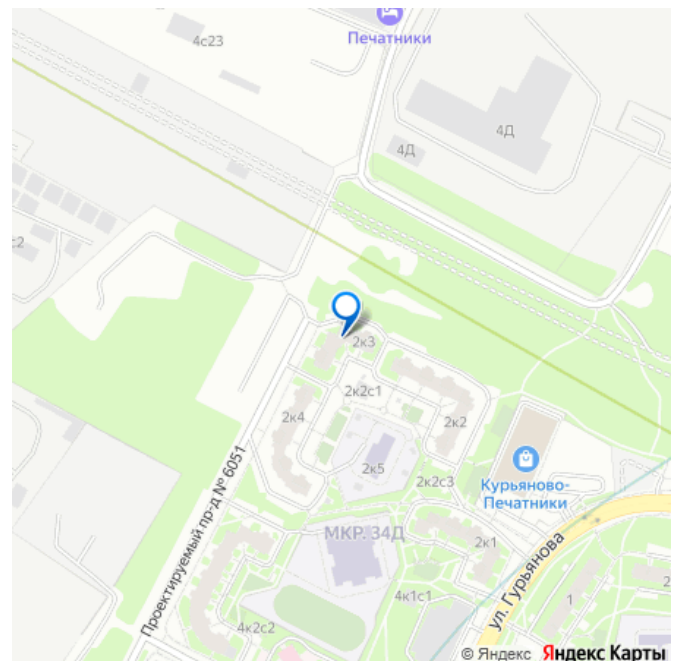 Печатники
4с23
4Д
4Д
с2
2к3
2к2с1
2к4
2к2
2к5
2к2с3
Курьяново-
Печатники
Проектируемый пр-д № 6051
МКР. 34Д
2к1
ул. Гурьянова
4к1с1
1
2
4к2с2
© Яндекс Яндекс Карты